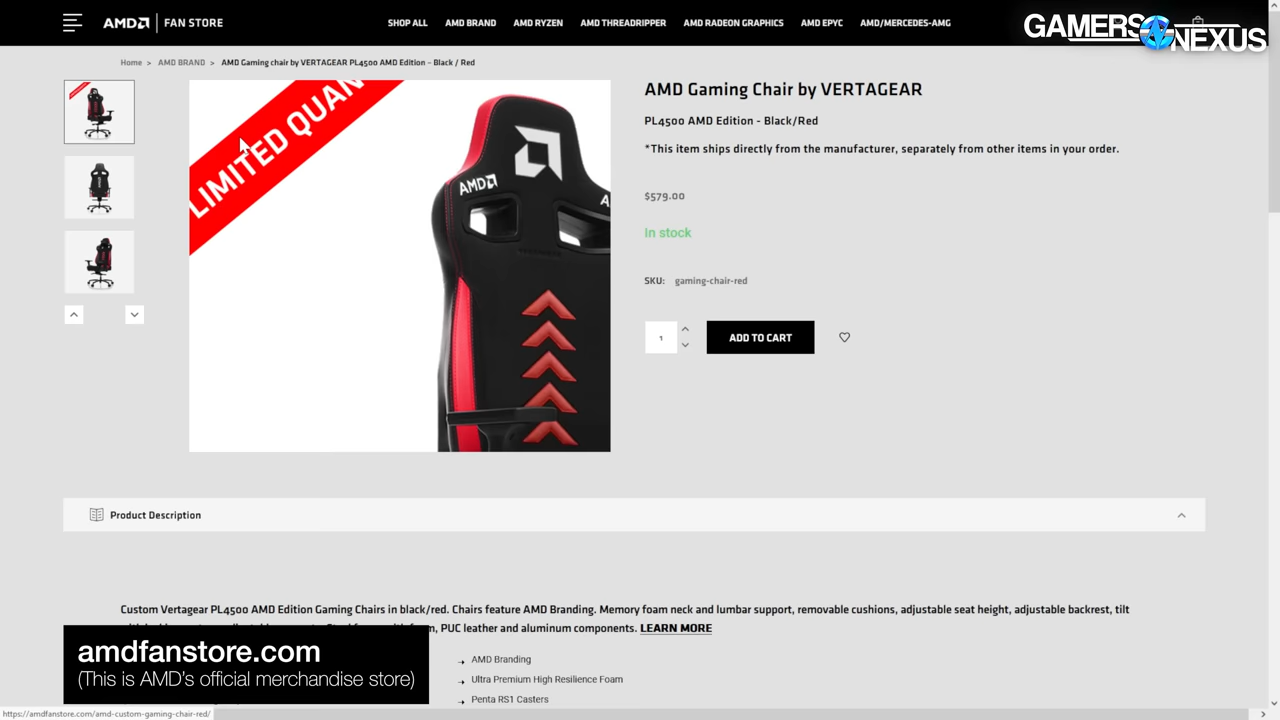 AMD FAN STORE
SHOP ALL AMD BRAND AMD RYZEN AMD THREADRIPPER AMD RADEON GRAPHICS AMD EPYC AMD/MERCEDES-AMG
GAMERS NEXUS
Home > AMD BRAND > AMD Gaming chair by VERTAGEAR PL4500 AMD Edition – Black / Red
LIMITED QUAN
AMD
A
AMD Gaming Chair by VERTAGEAR
PL4500 AMD Edition - Black/Red
*This item ships directly from the manufacturer, separately from other items in your order.
$579.00
In stock
SKU: gaming-chair-red
1
ADD TO CART
Product Description
Custom Vertagear PL4500 AMD Edition Gaming Chairs in black/red. Chairs feature AMD Branding. Memory foam neck and lumbar support, removable cushions, adjustable seat height, adjustable backrest, tilt
, PUC leather and aluminum components. LEARN MORE
amdfanstore.com
(This is AMD's official merchandise store)
AMD Branding
Ultra Premium High Resilience Foam
Penta RS1 Casters
https://amdfanstore.com/amd-custom-gaming-chair-red/